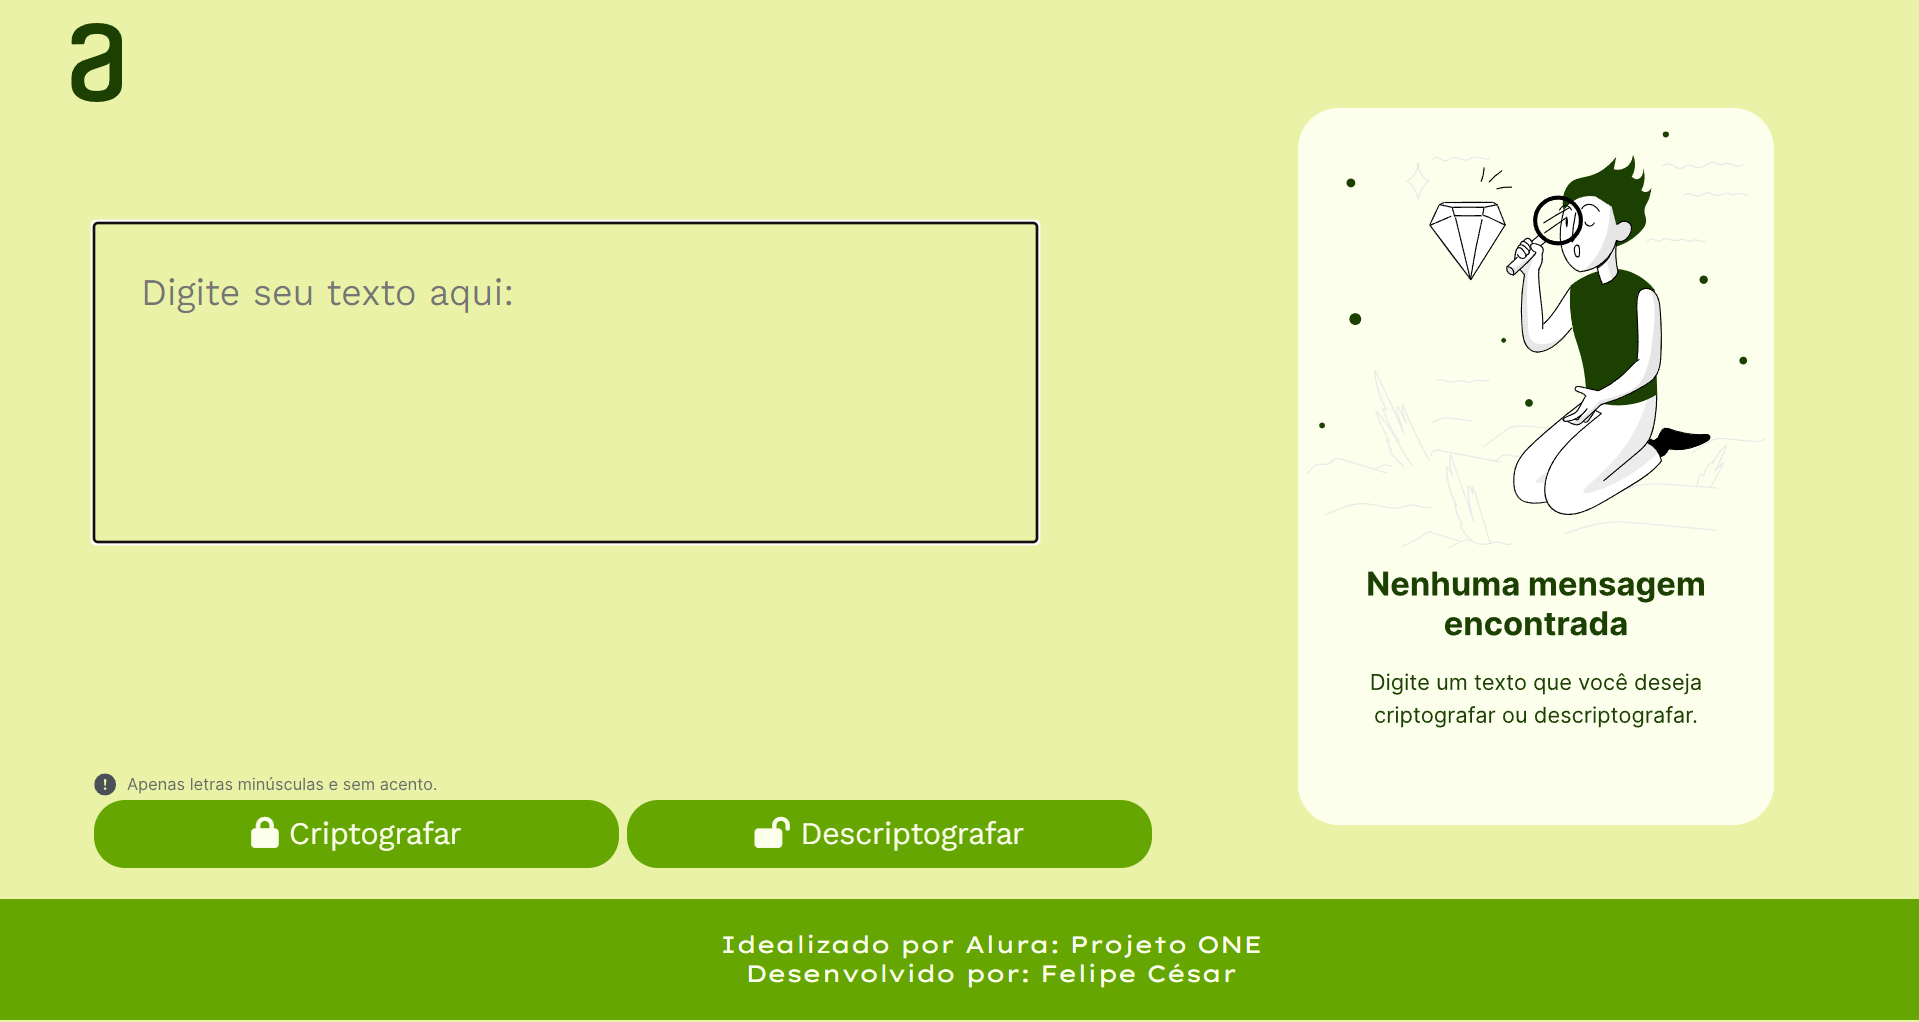 a
Digite seu texto aqui:
Nenhuma mensagem
encontrada
Digite um texto que você deseja
criptografar ou descriptografar.
! Apenas letras minúsculas e sem acento.
Criptografar
Descriptografar
Idealizado por Alura: Projeto ONE
Desenvolvido por: Felipe César